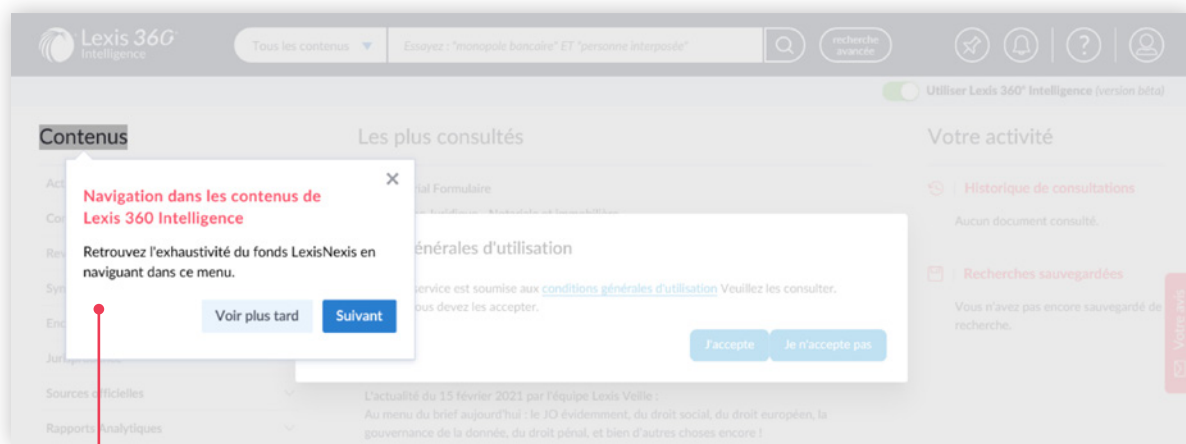 Lexis 360
Intelligence
Tous les contenus
Essayez : "monopole bancaire" ET "personne interposée"
recherche
avancée
Utiliser Lexis 360® Intelligence (version bêta)
Contenus
Les plus consultés
Votre activité
Navigation dans les contenus de
Lexis 360 Intelligence
Retrouvez l'exhaustivité du fonds LexisNexis en
naviguant dans ce menu.
Voir plus tard
Suivant
Formulaire
Historique de consultations
Aucun document consulté.
énérales d'utilisation
service est soumise aux conditions générales d'utilisation Veuillez les consulter.
ous devez les accepter.
J'accepte
Je n'accepte pas
Recherches sauvegardées
Vous n'avez pas encore sauvegardé de
recherche.
Votre avis
Sources officielles
Rapports Analytiques
L'actualité du 15 février 2021 par l'équipe Lexis Veille :
Au menu du brief aujourd'hui : le JO évidemment, du droit social, du droit européen, la
gouvernance de la donnée, du droit pénal, et bien d'autres choses encore !